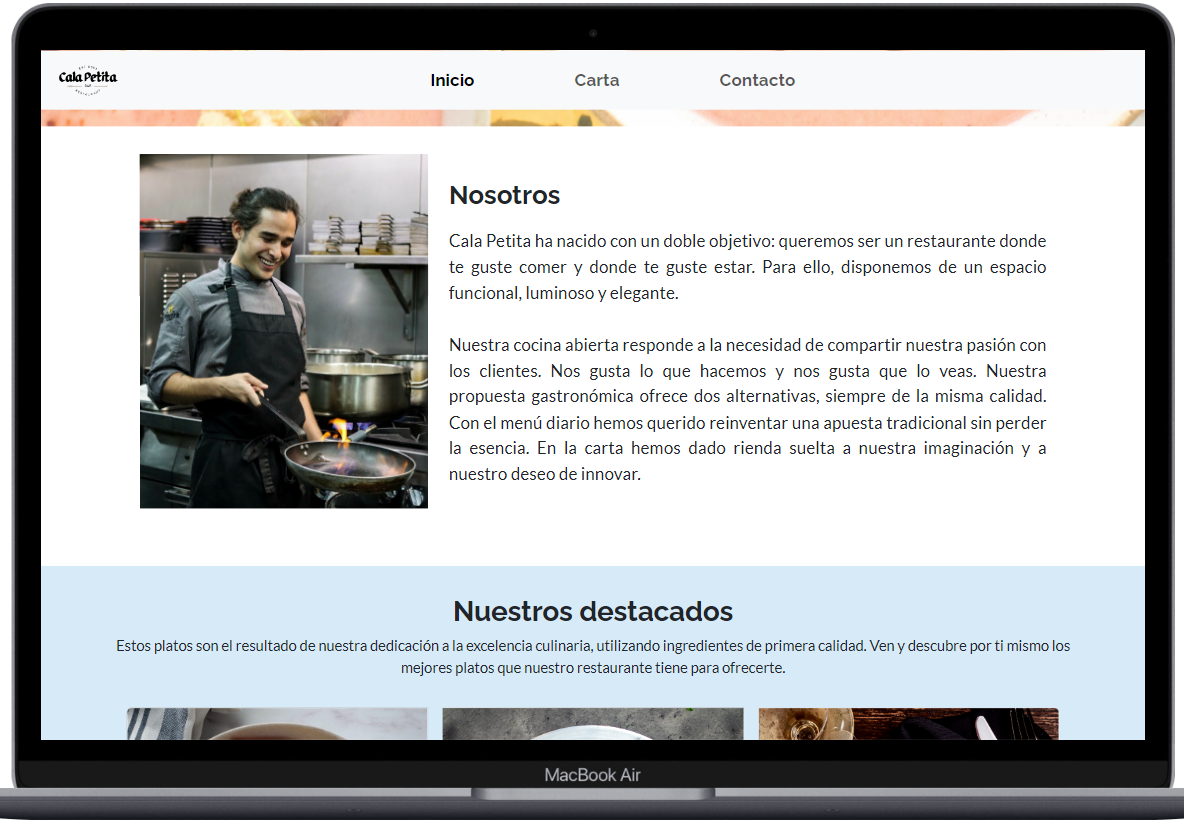 Cala Petita
Inicio
Carta
Contacto
Nosotros
Cala Petita ha nacido con un doble objetivo: queremos ser un restaurante donde
te guste comer y donde te guste estar. Para ello, disponemos de un espacio
funcional, luminoso y elegante.
Nuestra cocina abierta responde a la necesidad de compartir nuestra pasión con
los clientes. Nos gusta lo que hacemos y nos gusta que lo veas. Nuestra
propuesta gastronómica ofrece dos alternativas, siempre de la misma calidad.
Con el menú diario hemos querido reinventar una apuesta tradicional sin perder
la esencia. En la carta hemos dado rienda suelta a nuestra imaginación y a
nuestro deseo de innovar.
Nuestros destacados
Estos platos son el resultado de nuestra dedicación a la excelencia culinaria, utilizando ingredientes de primera calidad. Ven y descubre por ti mismo los
mejores platos que nuestro restaurante tiene para ofrecerte.
MacBook Air